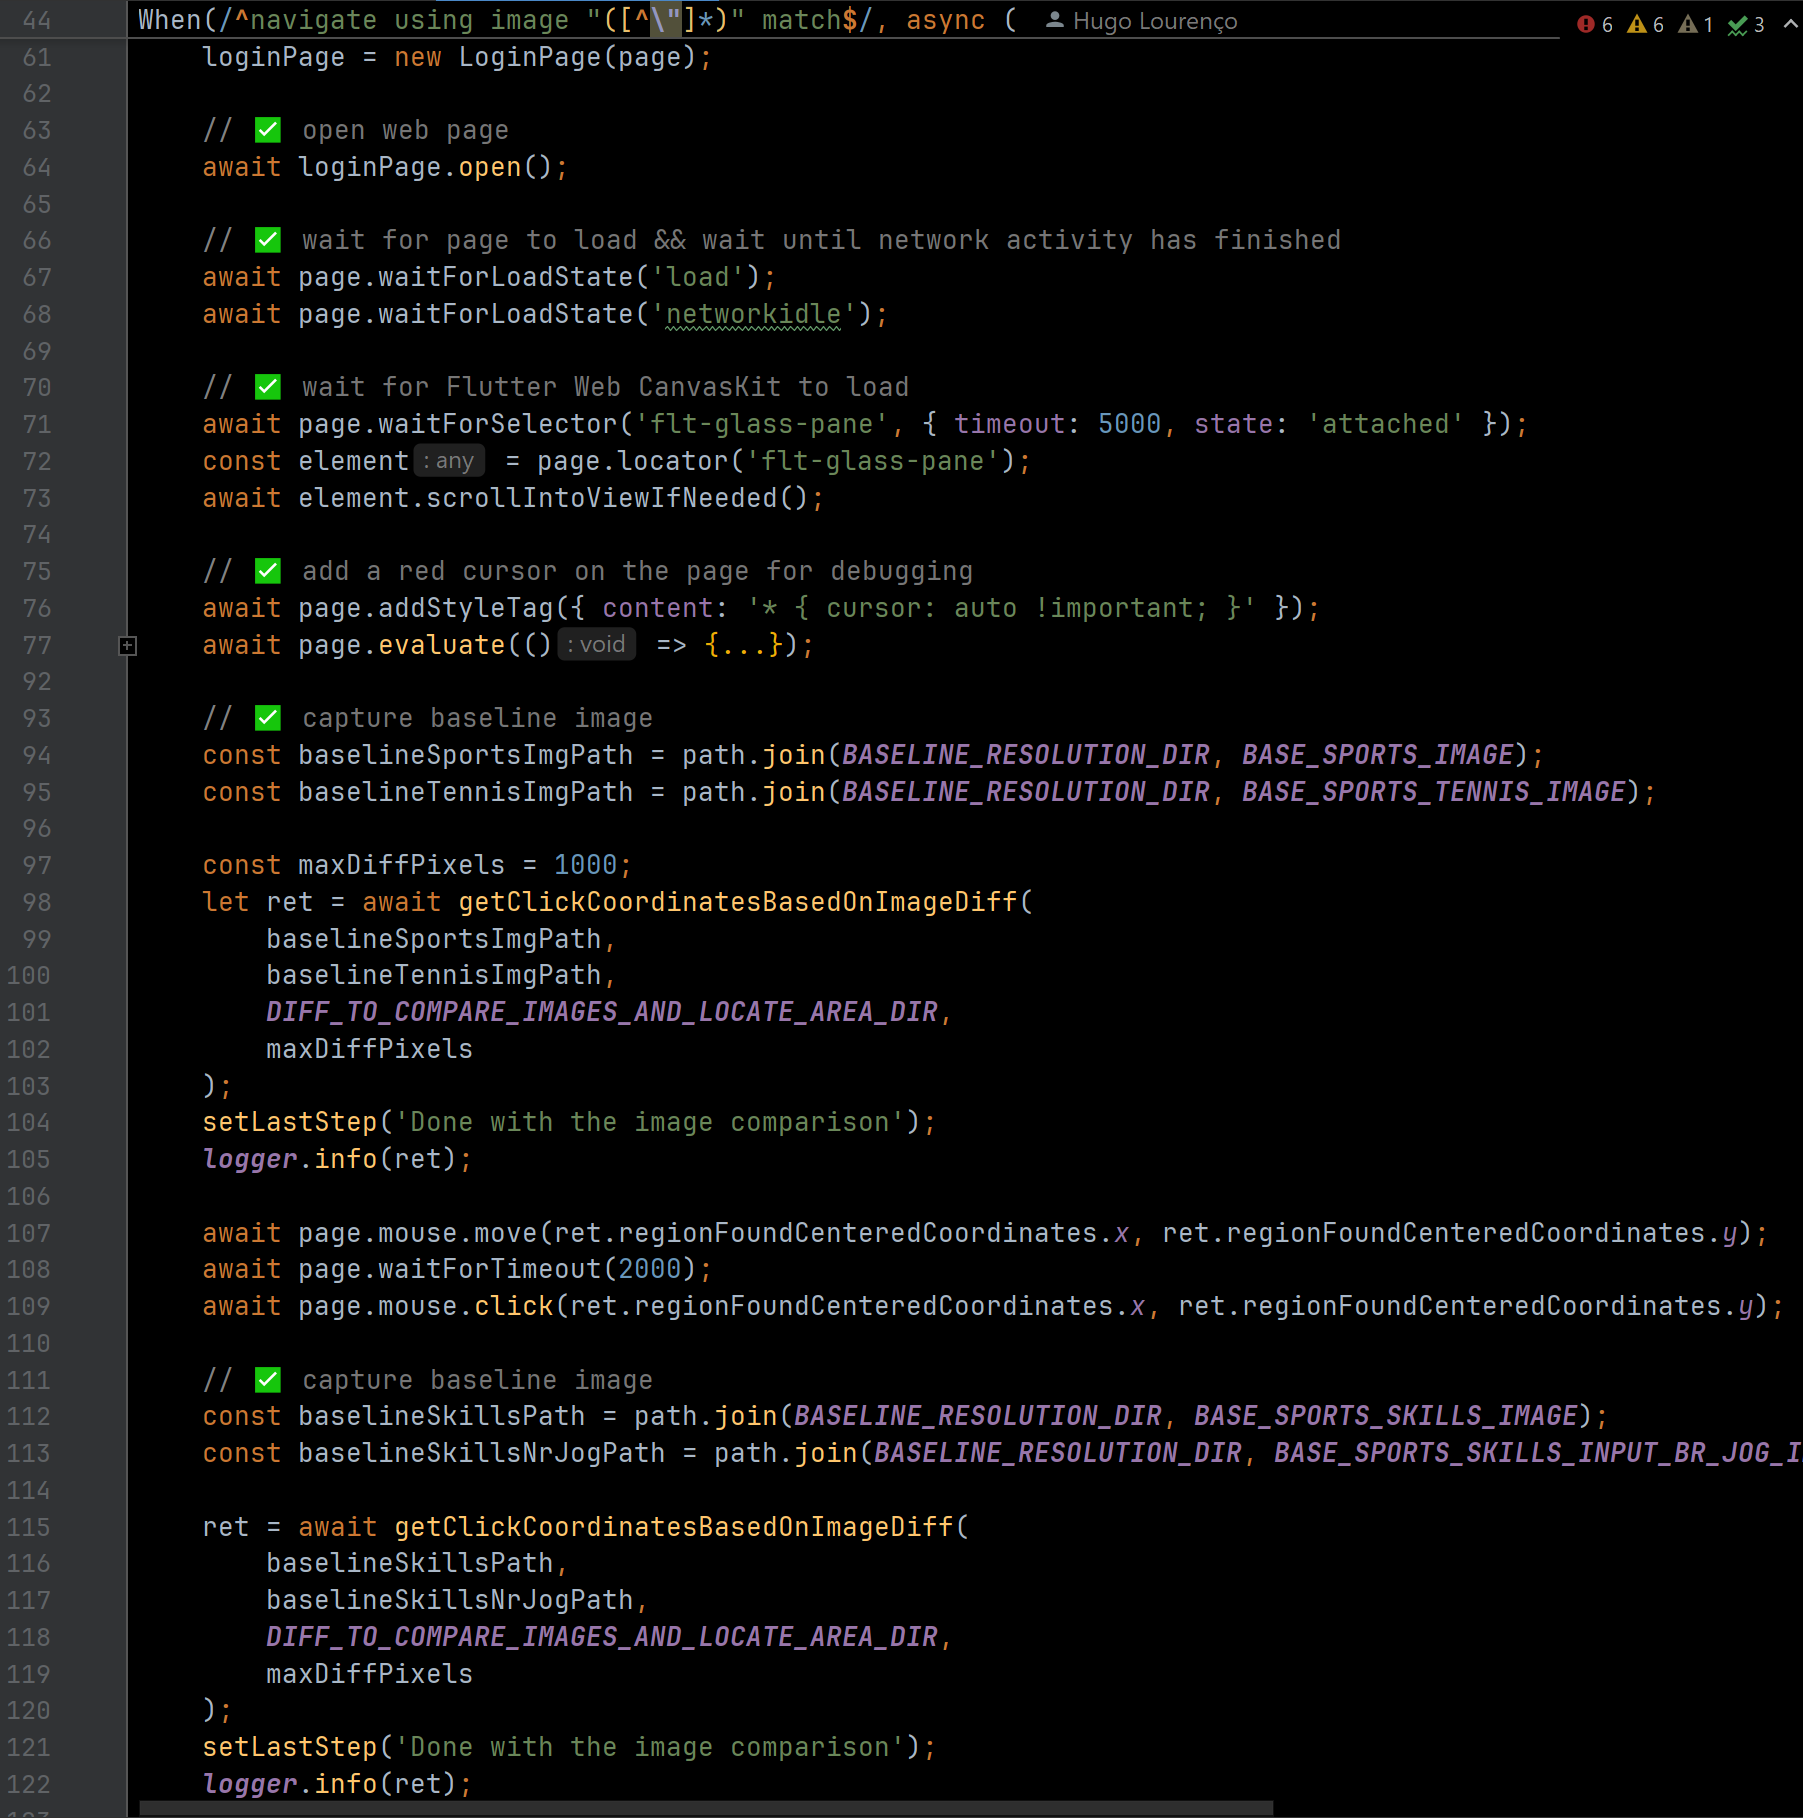 44 When(/^navigate using image "([^\"]*)" match$/, async ( Hugo Lourenço 6 6 1 3
61 loginPage = new LoginPage(page);
62
63 // ✅ open web page
64 await loginPage.open();
65
66 // ✅ wait for page to load && wait until network activity has finished
67 await page.waitForLoadState('load');
68 await page.waitForLoadState('networkidle');
69
70 // ✅ wait for Flutter Web CanvasKit to load
71 await page.waitForSelector('flt-glass-pane', { timeout: 5000, state: 'attached' });
72 const element : any = page.locator('flt-glass-pane');
73 await element.scrollIntoViewIfNeeded();
74
75 // ✅ add a red cursor on the page for debugging
76 await page.addStyleTag({ content: '* { cursor: auto !important; }' });
77 await page.evaluate(() : void => {...});
92
93 // ✅ capture baseline image
94 const baselineSportsImgPath = path.join(BASELINE_RESOLUTION_DIR, BASE_SPORTS_IMAGE);
95 const baselineTennisImgPath = path.join(BASELINE_RESOLUTION_DIR, BASE_SPORTS_TENNIS_IMAGE);
96
97 const maxDiffPixels = 1000;
98 let ret = await getClickCoordinatesBasedOnImageDiff(
99 baselineSportsImgPath,
100 baselineTennisImgPath,
101 DIFF_TO_COMPARE_IMAGES_AND_LOCATE_AREA_DIR,
102 maxDiffPixels
103 );
104 setLastStep('Done with the image comparison');
105 logger.info(ret);
106
107 await page.mouse.move(ret.regionFoundCenteredCoordinates.x, ret.regionFoundCenteredCoordinates.y);
108 await page.waitForTimeout(2000);
109 await page.mouse.click(ret.regionFoundCenteredCoordinates.x, ret.regionFoundCenteredCoordinates.y);
110
111 // ✅ capture baseline image
112 const baselineSkillsPath = path.join(BASELINE_RESOLUTION_DIR, BASE_SPORTS_SKILLS_IMAGE);
113 const baselineSkillsNrJogPath = path.join(BASELINE_RESOLUTION_DIR, BASE_SPORTS_SKILLS_INPUT_BR_JOG_I
114
115 ret = await getClickCoordinatesBasedOnImageDiff(
116 baselineSkillsPath,
117 baselineSkillsNrJogPath,
118 DIFF_TO_COMPARE_IMAGES_AND_LOCATE_AREA_DIR,
119 maxDiffPixels
120 );
121 setLastStep('Done with the image comparison');
122 logger.info(ret);